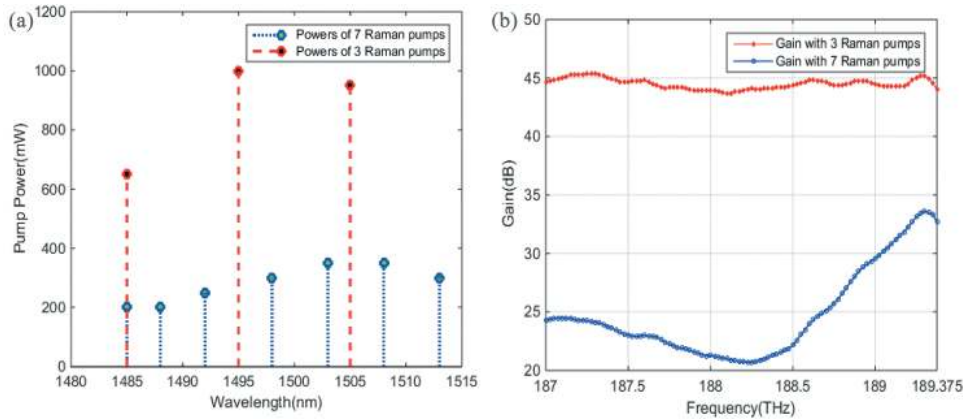 (a)
1200
1000
800
600
400
200
0
Pump Power(mW)
Powers of 7 Raman pumps
Powers of 3 Raman pumps
1480 1485 1490 1495 1500 1505 1510 1515
Wavelength(nm)
(b)
50
45
40
35
30
25
20
Gain(dB)
Gain with 3 Raman pumps
Gain with 7 Raman pumps
187 187.5 188 188.5 189 189.375
Frequency(THz)